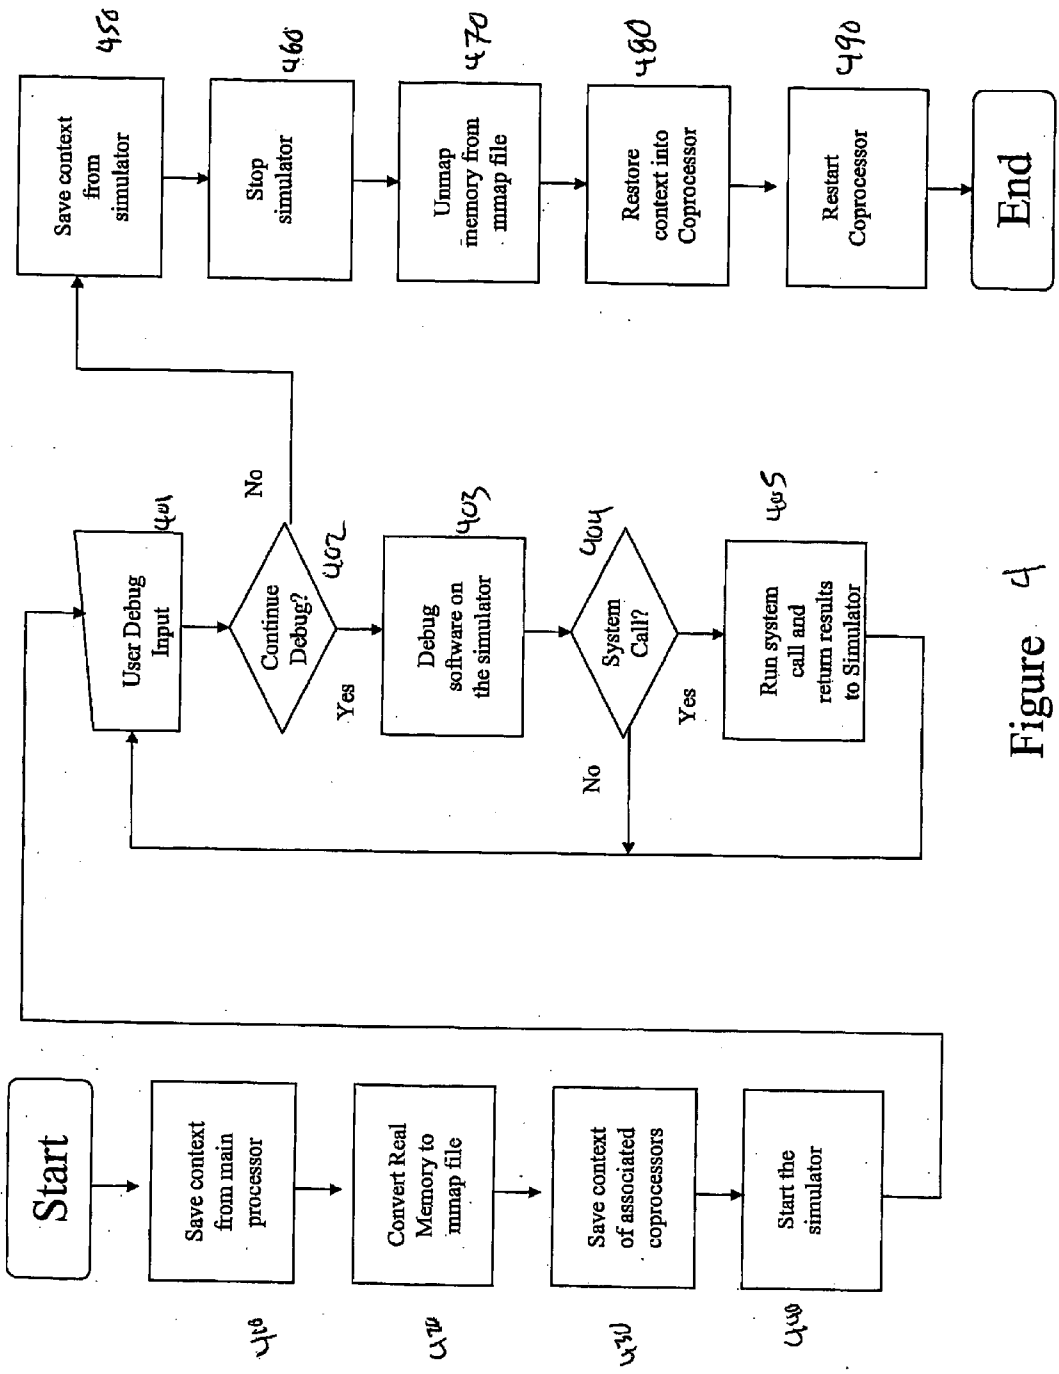 Start
410
Save context
from main
processor
420
Convert Real
Memory to
mmap file
430
Save context
of associated
coprocessors
440
Start the
simulator
User Debug
Input
401
Continue
Debug?
402
No
Yes
Debug
software on
the simulator
403
System
Call?
404
No
Yes
Run system
call and
return results
to Simulator
405
Save context
from
simulator
450
Stop
simulator
460
Unmap
memory from
mmap file
470
Restore
context into
Coprocessor
480
Restart
Coprocessor
490
End
Figure 4